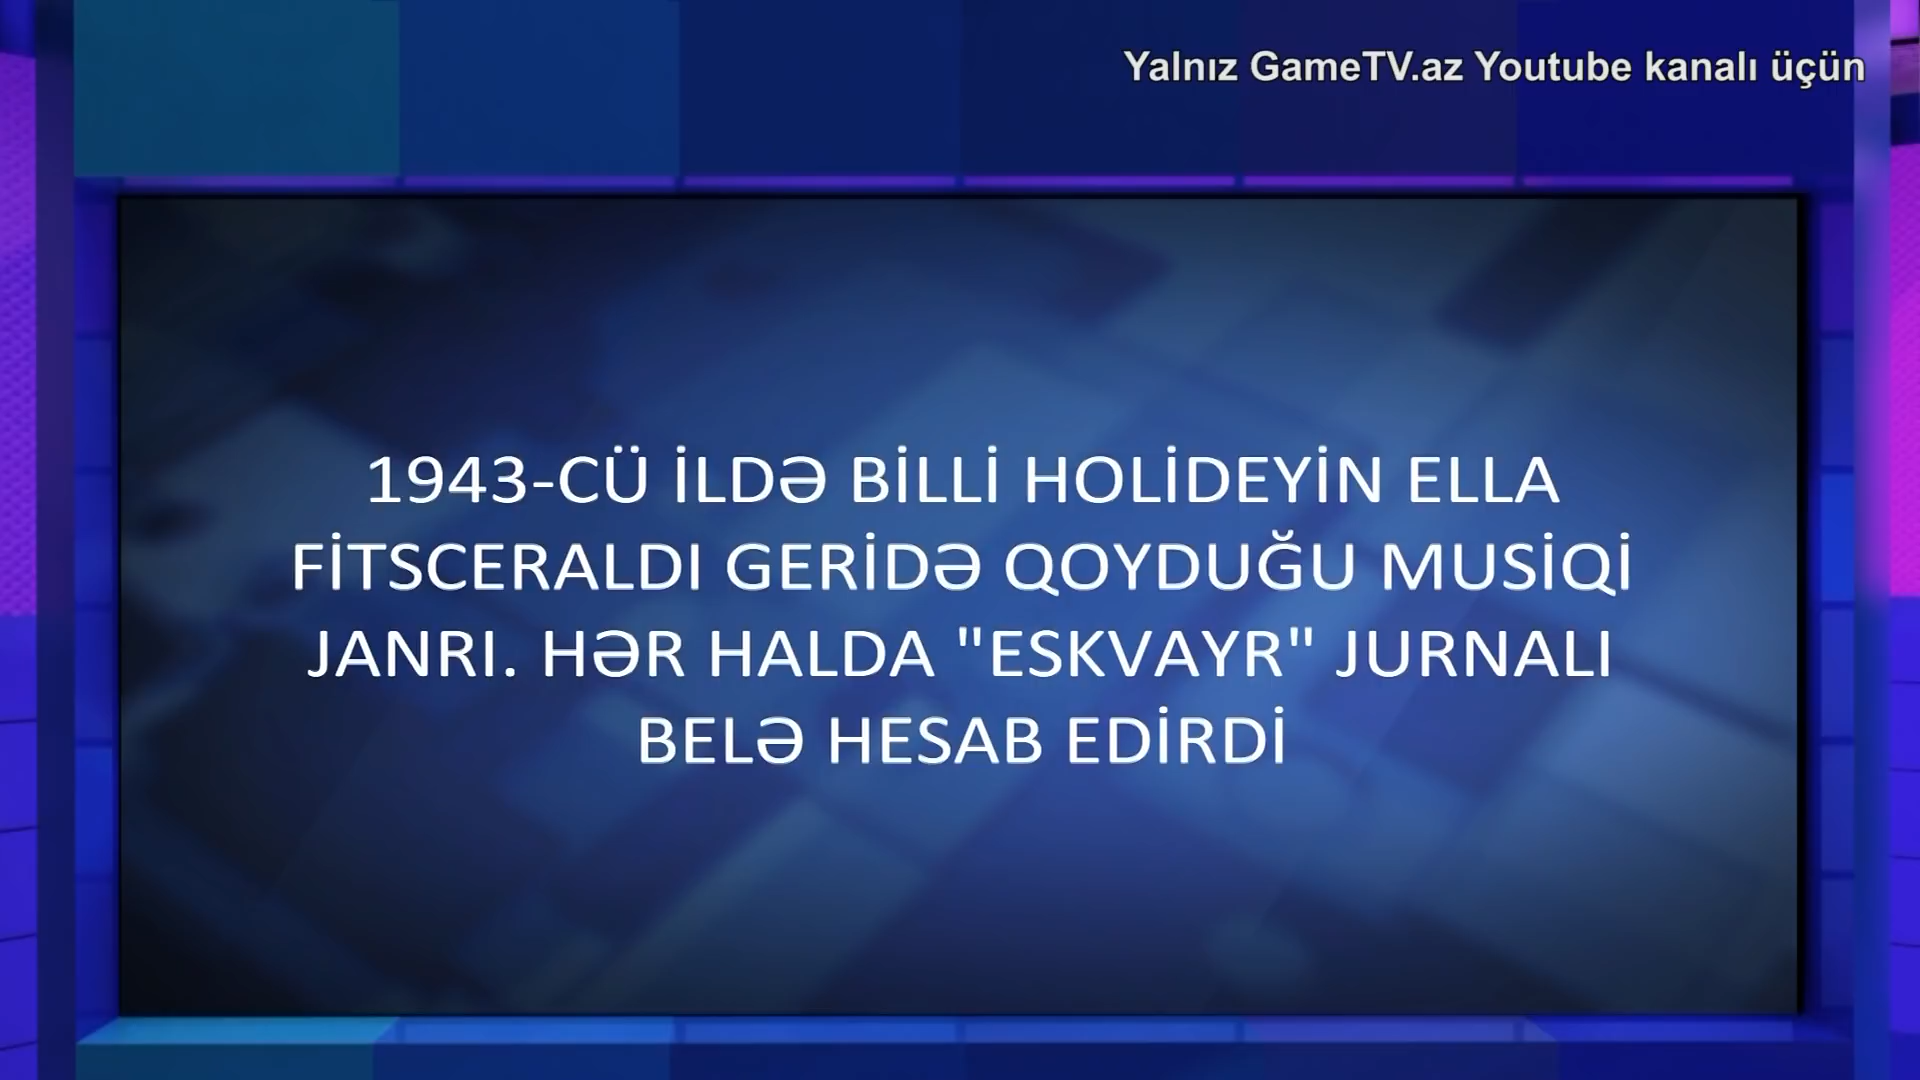 Yalnız GameTV.az Youtube kanalı üçün
1943-CÜ İLDƏ BİLLİ HOLİDEYİN ELLA
FİTSCERALDI GERİDƏ QOYDUĞU MUSİQİ
JANRI. HƏR HALDA "ESKVAYR" JURNALI
BELƏ HESAB EDİRDİ